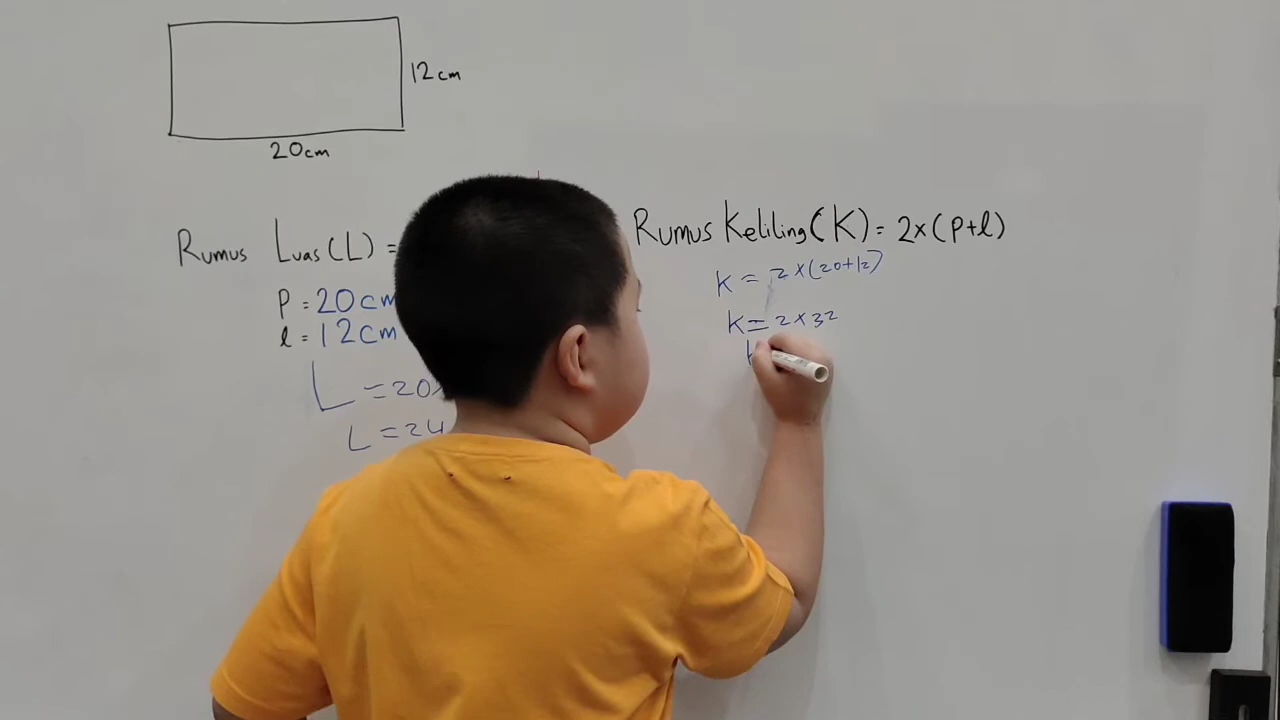 12cm
20cm
Rumus Luas (L) =
P = 20cm
l = 12cm
L = 20
L = 24
Rumus Keliling (K) = 2x(p+l)
K = 2x(20+12)
K = 2x32